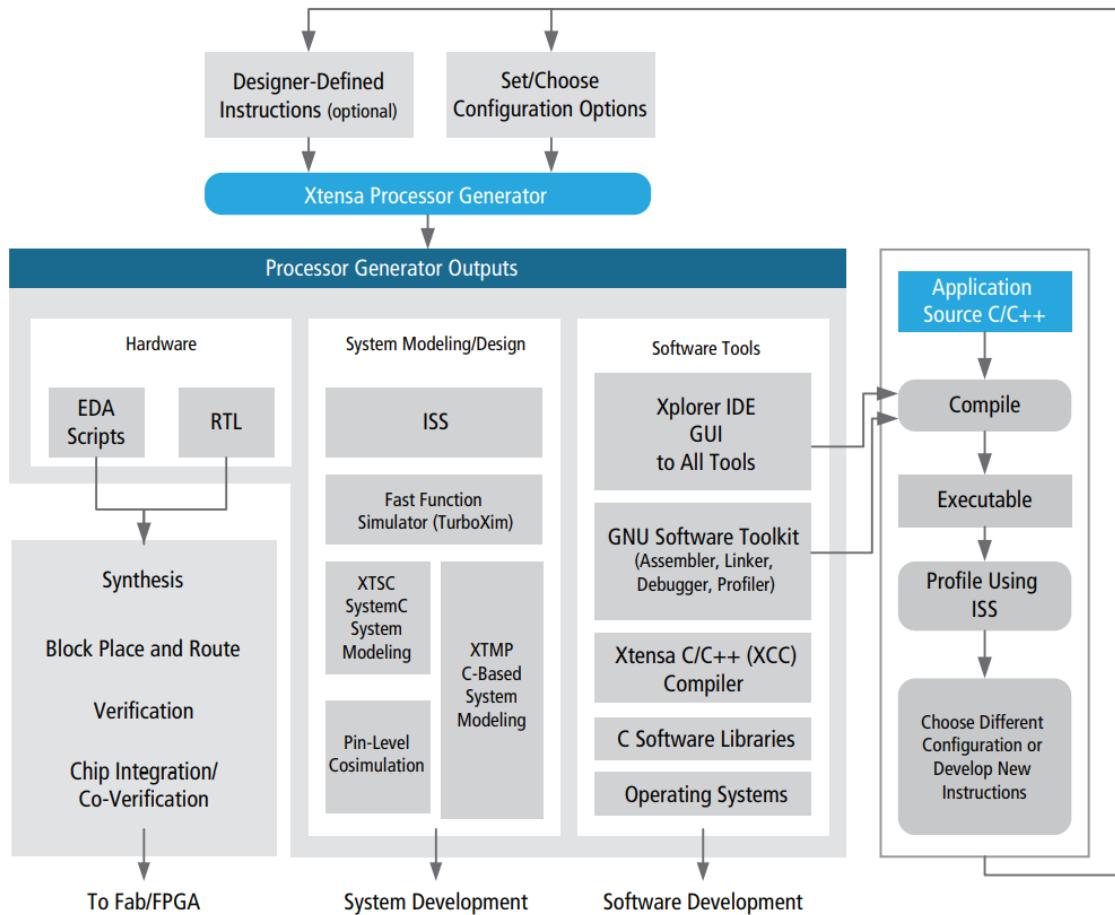 Designer-Defined
Instructions (optional)
Set/Choose
Configuration Options
Xtensa Processor Generator
Processor Generator Outputs
Hardware
EDA
Scripts
RTL
Synthesis
Block Place and Route
Verification
Chip Integration/
Co-Verification
To Fab/FPGA
System Modeling/Design
ISS
Fast Function
Simulator (TurboXim)
XTSC
SystemC
System
Modeling
XTMP
C-Based
System
Modeling
Pin-Level
Cosimulation
System Development
Software Tools
Xplorer IDE
GUI
to All Tools
GNU Software Toolkit
(Assembler, Linker,
Debugger, Profiler)
Xtensa C/C++ (XCC)
Compiler
C Software Libraries
Operating Systems
Software Development
Application
Source C/C++
Compile
Executable
Profile Using
ISS
Choose Different
Configuration or
Develop New
Instructions